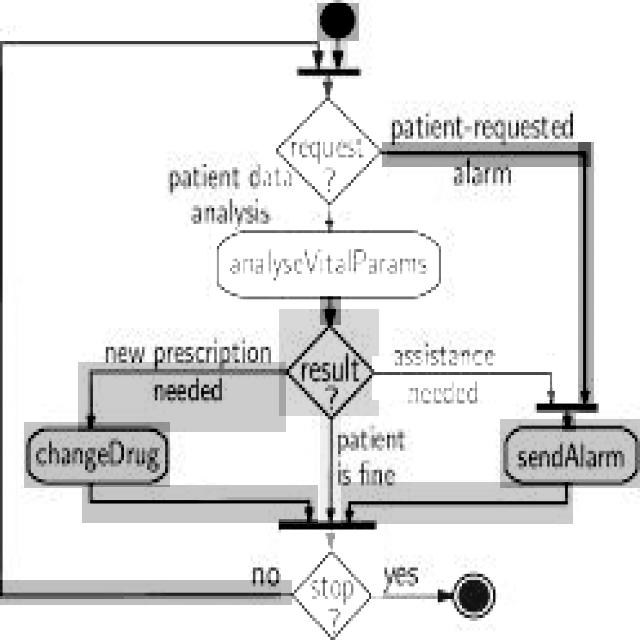 patient-requested
alarm
request
?
patient data
analysis
analyseVitalParams
new prescription
needed
result
?
assistance
needed
changeDrug
patient
is fine
sendAlarm
no
stop
?
yes